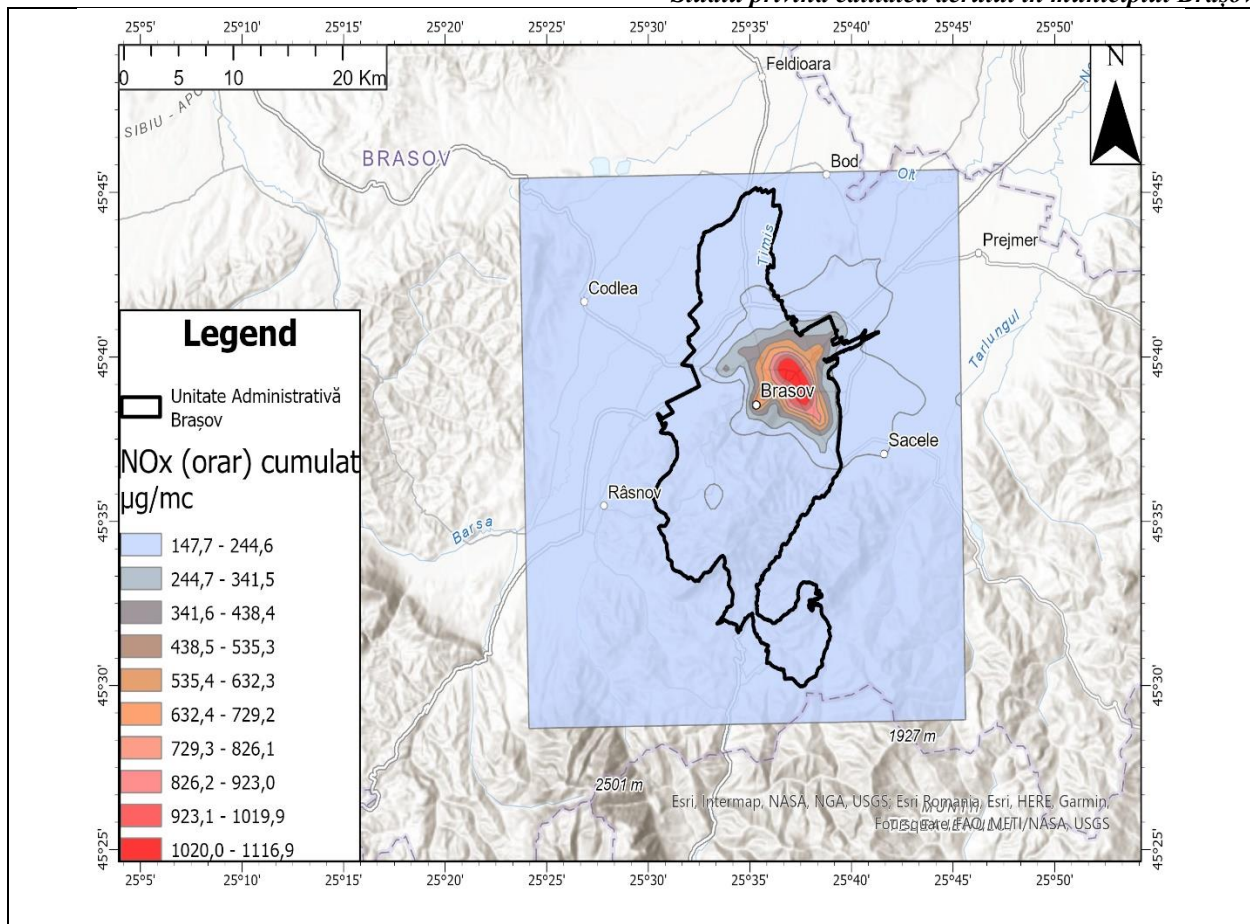 Studiu privind calitatea aerului în municipiul Brașov
25°5' 25°10' 25°15' 25°20' 25°25' 25°30' 25°35' 25°40' 25°45' 25°50'
0 5 10 20 Km
N
Feldioara
SIBIU - APO
BRASOV
Bod
Olt
45°45' 45°45'
Timis
Prejmer
Codlea
Tarlungul
Legend
45°40' 45°40'
Unitate Administrativă
Brașov
Brasov
NOx (orar) cumulat
µg/mc
Sacele
Râsnov
45°35' 45°35'
Barsa
147,7 - 244,6
244,7 - 341,5
341,6 - 438,4
438,5 - 535,3
535,4 - 632,3
632,4 - 729,2
729,3 - 826,1
826,2 - 923,0
923,1 - 1019,9
1020,0 - 1116,9
45°30' 45°30'
1927 m
2501 m
Esri, Intermap, NASA, NGA, USGS; Esri Romania, Esri, HERE, Garmin,
Foursquare, FAO, METI/NASA, USGS
45°25' 45°25'
25°5' 25°10' 25°15' 25°20' 25°25' 25°30' 25°35' 25°40' 25°45' 25°50'